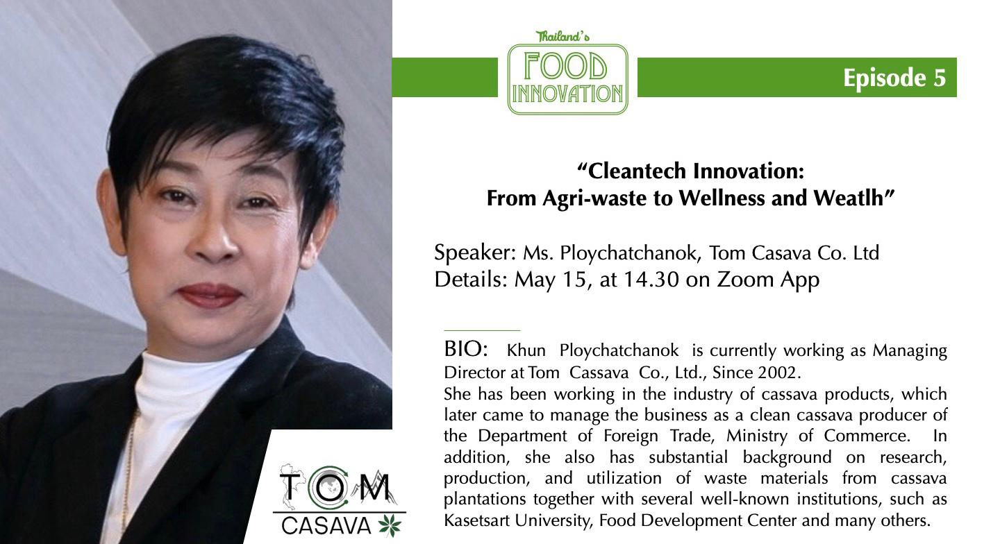 Thailand's
FOOD
INNOVATION
Episode 5
“Cleantech Innovation:
From Agri-waste to Wellness and Weatlh”
Speaker: Ms. Ploychatchanok, Tom Casava Co. Ltd
Details: May 15, at 14.30 on Zoom App
BIO: Khun Ploychatchanok is currently working as Managing
Director at Tom Cassava Co., Ltd., Since 2002.
She has been working in the industry of cassava products, which
later came to manage the business as a clean cassava producer of
the Department of Foreign Trade, Ministry of Commerce. In
addition, she also has substantial background on research,
production, and utilization of waste materials from cassava
plantations together with several well-known institutions, such as
Kasetsart University, Food Development Center and many others.
TOM
CASAVA